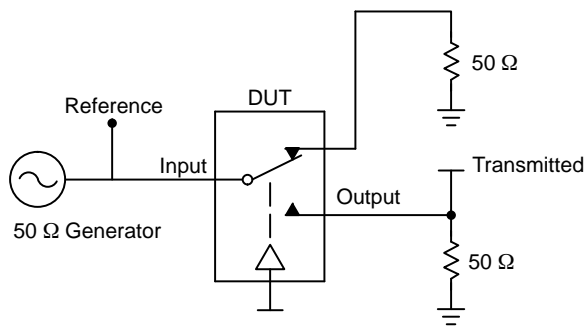 50 Ω
DUT
Reference
Input
Transmitted
Output
50 Ω Generator
50 Ω